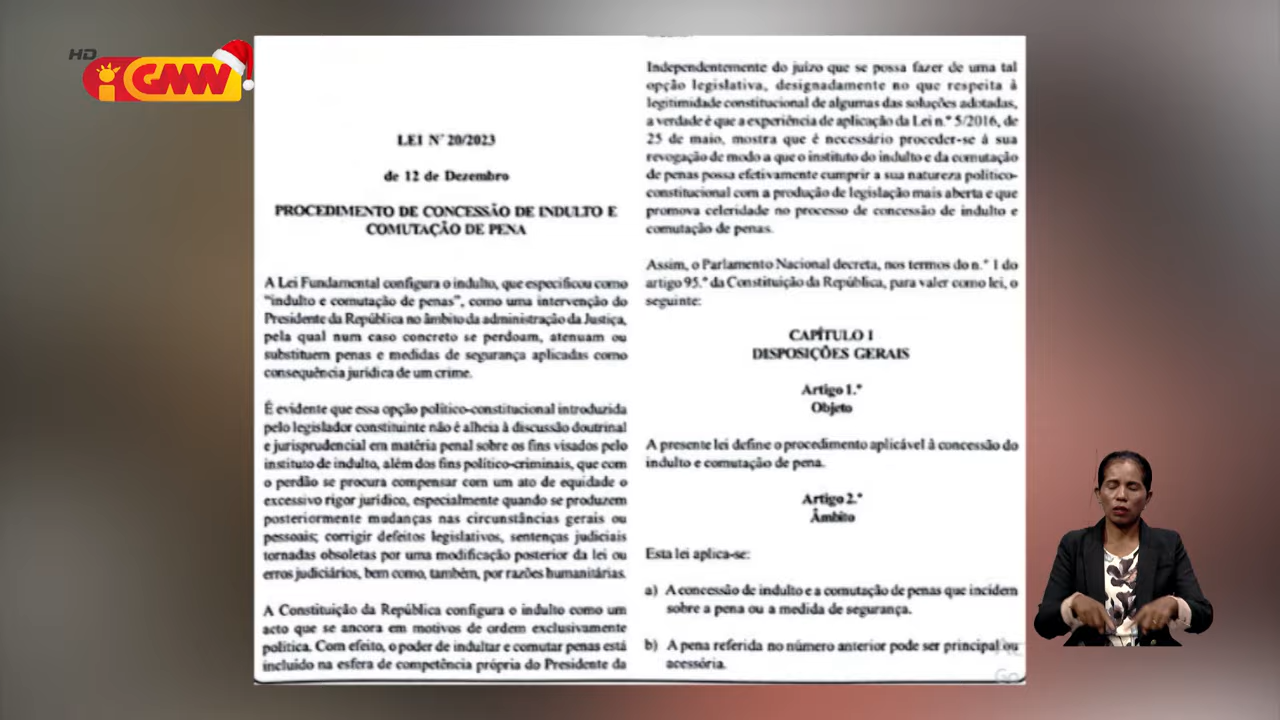 HD
GMN
LEI Nº 20/2023
de 12 de Dezembro
PROCEDIMENTO DE CONCESSÃO DE INDULTO E
COMUTAÇÃO DE PENA
A Lei Fundamental configura o indulto, que especificou como
“indulto e comutação de penas”, como uma intervenção do
Presidente da República no âmbito da administração da Justiça,
pela qual num caso concreto se perdoam, atenuam ou
substituem penas e medidas de segurança aplicadas como
consequência jurídica de um crime.
É evidente que essa opção político-constitucional introduzida
pelo legislador constituinte não é alheia à discussão doutrinal
e jurisprudencial em matéria penal sobre os fins visados pelo
instituto de indulto, além dos fins político-criminais, que com
o perdão se procura compensar com um ato de equidade o
excessivo rigor jurídico, especialmente quando se produzem
posteriormente mudanças nas circunstâncias gerais ou
pessoais; corrigir defeitos legislativos, sentenças judiciais
tornadas obsoletas por uma modificação posterior da lei ou
erros judiciários, bem como, também, por razões humanitárias.
A Constituição da República configura o indulto como um
acto que se ancora em motivos de ordem exclusivamente
política. Com efeito, o poder de indultar e comutar penas está
incluído na esfera de competência própria do Presidente da
Independentemente do juízo que se possa fazer de uma tal
opção legislativa, designadamente no que respeita à
legitimidade constitucional de algumas das soluções adotadas,
a verdade é que a experiência de aplicação da Lei n.º 5/2016, de
25 de maio, mostra que é necessário proceder-se à sua
revogação de modo a que o instituto do indulto e da comutação
de penas possa efetivamente cumprir a sua natureza político-
constitucional com a produção de legislação mais aberta e que
promova celeridade no processo de concessão de indulto e
comutação de penas.
Assim, o Parlamento Nacional decreta, nos termos do n.º 1 do
artigo 95.º da Constituição da República, para valer como lei, o
seguinte:
CAPÍTULO I
DISPOSIÇÕES GERAIS
Artigo 1.º
Objeto
A presente lei define o procedimento aplicável à concessão do
indulto e comutação de pena.
Artigo 2.º
Âmbito
Esta lei aplica-se:
a) A concessão de indulto e a comutação de penas que incidem
sobre a pena ou a medida de segurança.
b) A pena referida no número anterior pode ser principal ou
acessória.